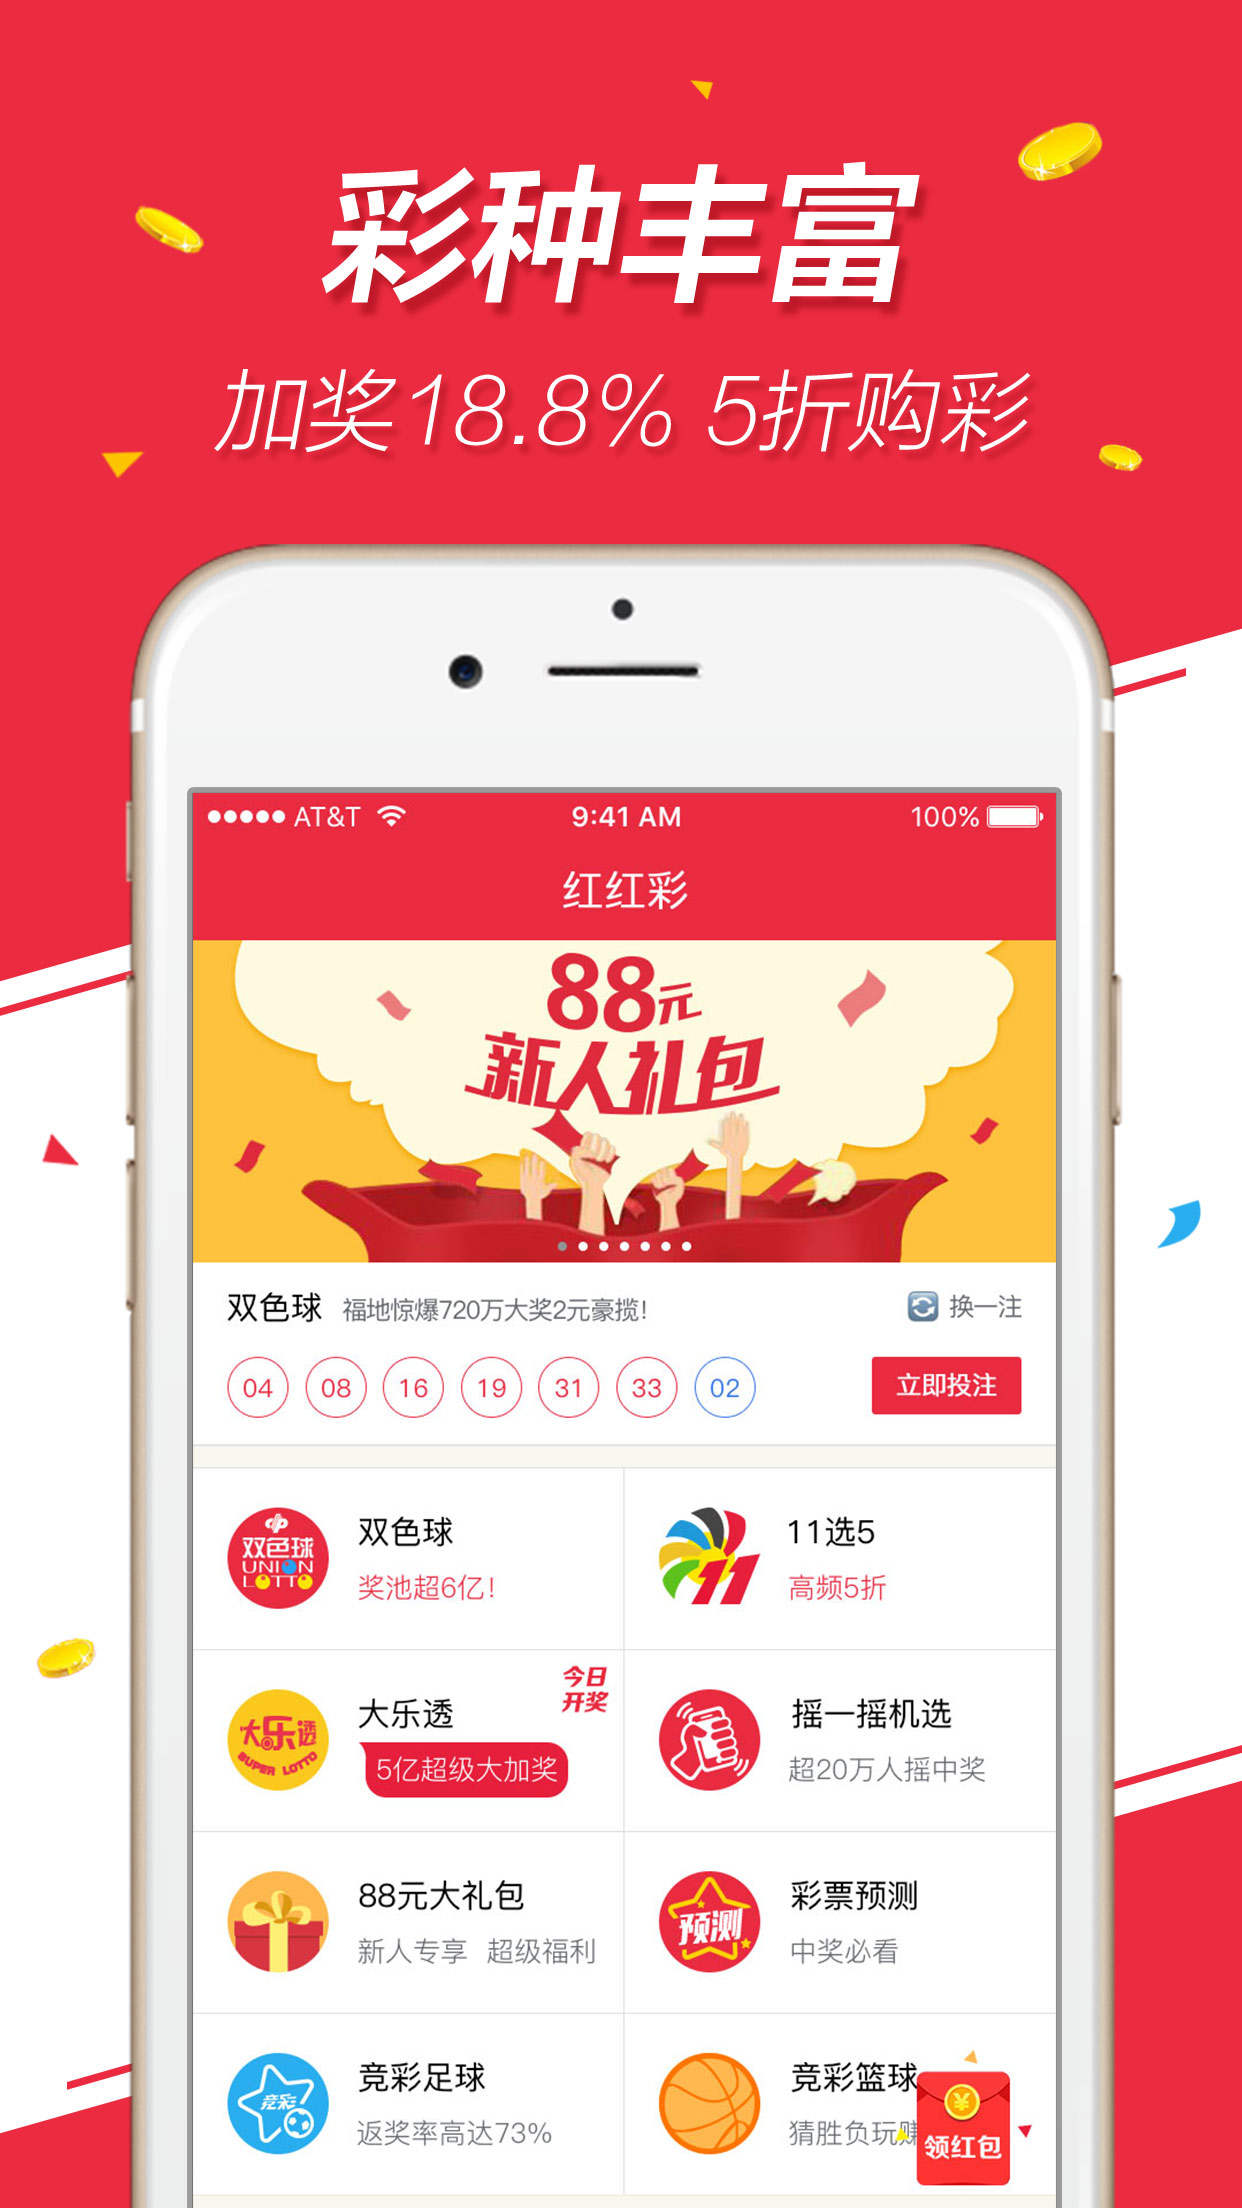 彩种丰富
加奖18.8% 5折购彩
AT&T 9:41 AM 100%
红红彩
88元
新人礼包
双色球 福地惊爆720万大奖2元豪揽! 换一注
04 08 16 19 31 33 02 立即投注
双色球
UNION
LOTTO
双色球
奖池超6亿!
11
11选5
高频5折
大乐透
SUPER LOTTO
大乐透
5亿超级大加奖
今日
开奖
摇一摇机选
超20万人摇中奖
88元大礼包
新人专享 超级福利
预测
彩票预测
中奖必看
竞彩
竞彩足球
返奖率高达73%
竞彩篮球
猜胜负玩赚
¥
领红包